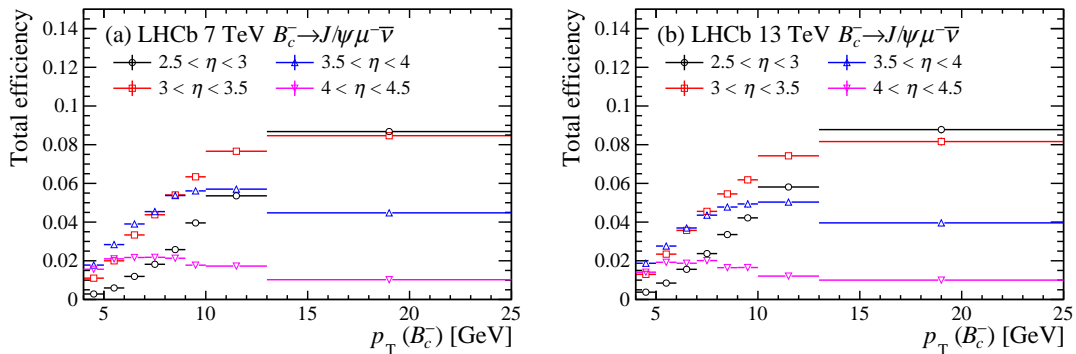 (a) LHCb 7 TeV B_c^-→J/ψμ^-ν̅
2.5 < η < 3
3.5 < η < 4
3 < η < 3.5
4 < η < 4.5
Total efficiency
0.14
0.12
0.1
0.08
0.06
0.04
0.02
0
5 10 15 20 25
p_T (B_c^-) [GeV]
(b) LHCb 13 TeV B_c^-→J/ψμ^-ν̅
2.5 < η < 3
3.5 < η < 4
3 < η < 3.5
4 < η < 4.5
Total efficiency
0.14
0.12
0.1
0.08
0.06
0.04
0.02
0
5 10 15 20 25
p_T (B_c^-) [GeV]